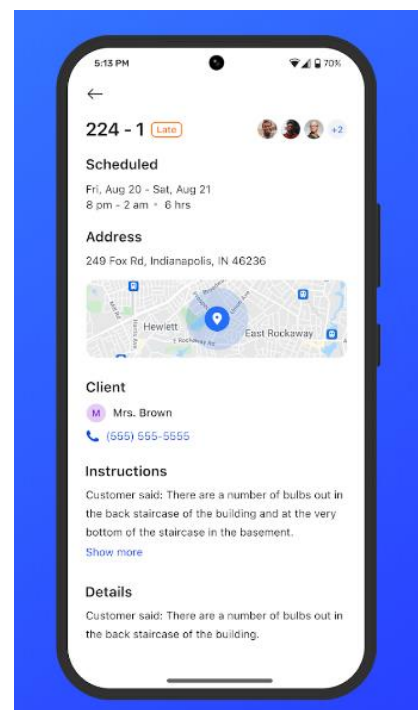 5:13 PM
70%
224 - 1 Late +2
Scheduled
Fri, Aug 20 - Sat, Aug 21
8 pm - 2 am • 6 hrs
Address
249 Fox Rd, Indianapolis, IN 46236
Hewlett
East Rockaway
E Rockaway Rd
Client
M Mrs. Brown
(555) 555-5555
Instructions
Customer said: There are a number of bulbs out in
the back staircase of the building and at the very
bottom of the staircase in the basement.
Show more
Details
Customer said: There are a number of bulbs out in
the back staircase of the building.